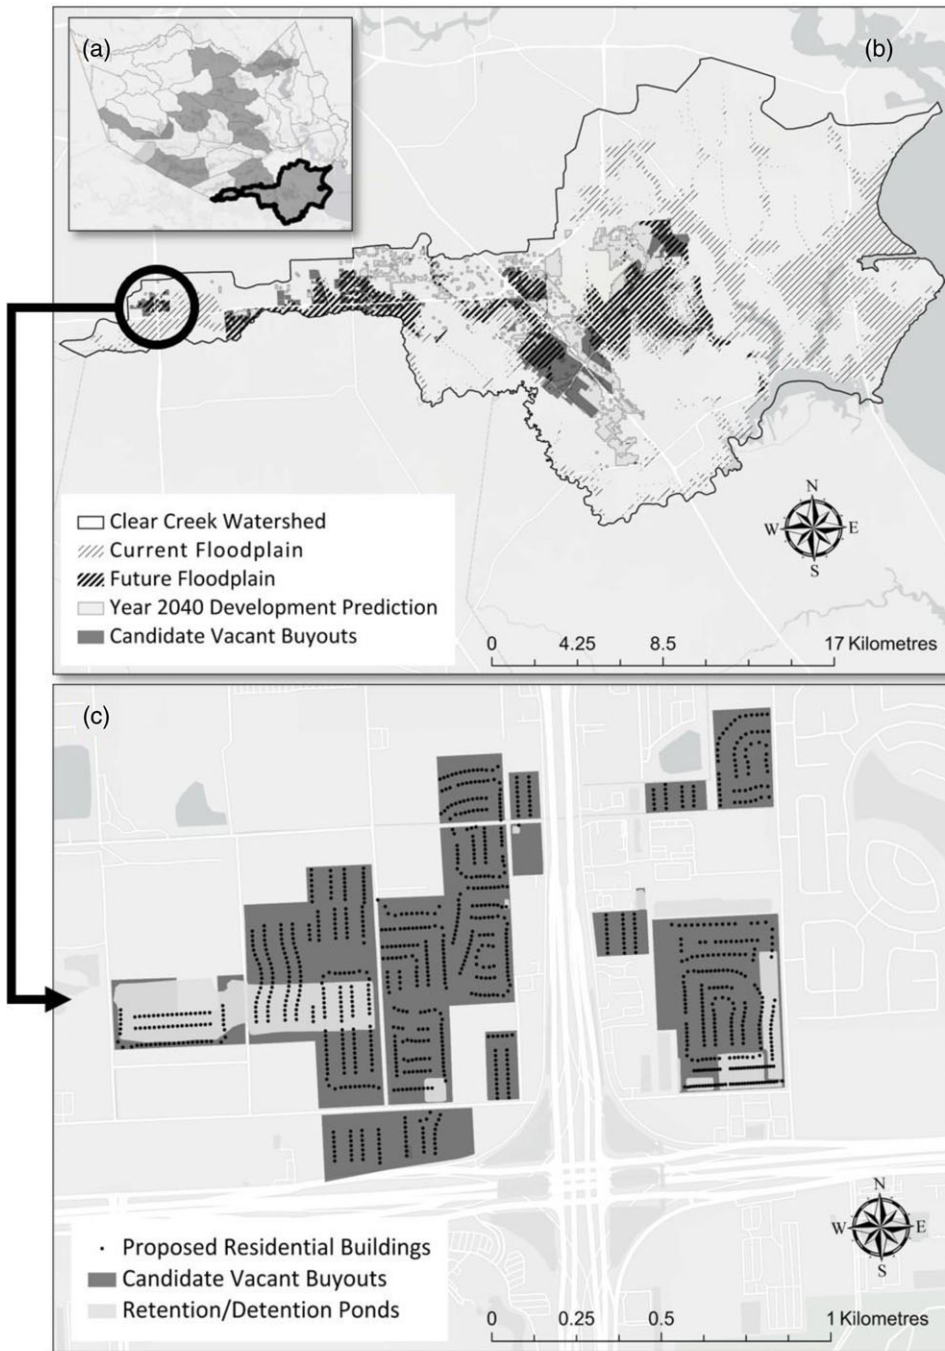 (a)
(b)
N
W E
S
Clear Creek Watershed
Current Floodplain
Future Floodplain
Year 2040 Development Prediction
Candidate Vacant Buyouts
0 4.25 8.5 17 Kilometres
(c)
N
W E
S
Proposed Residential Buildings
Candidate Vacant Buyouts
Retention/Detention Ponds
0 0.25 0.5 1 Kilometres